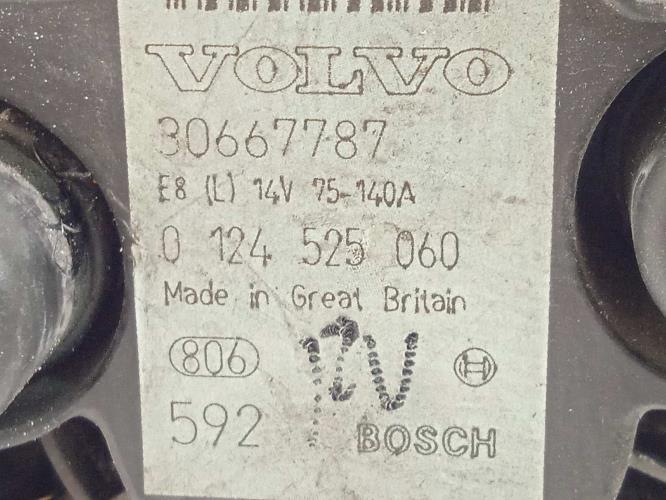 VOLVO
30667787
E8 (L) 14V 75-140A
0 124 525 060
Made in Great Britain
806
592
BOSCH